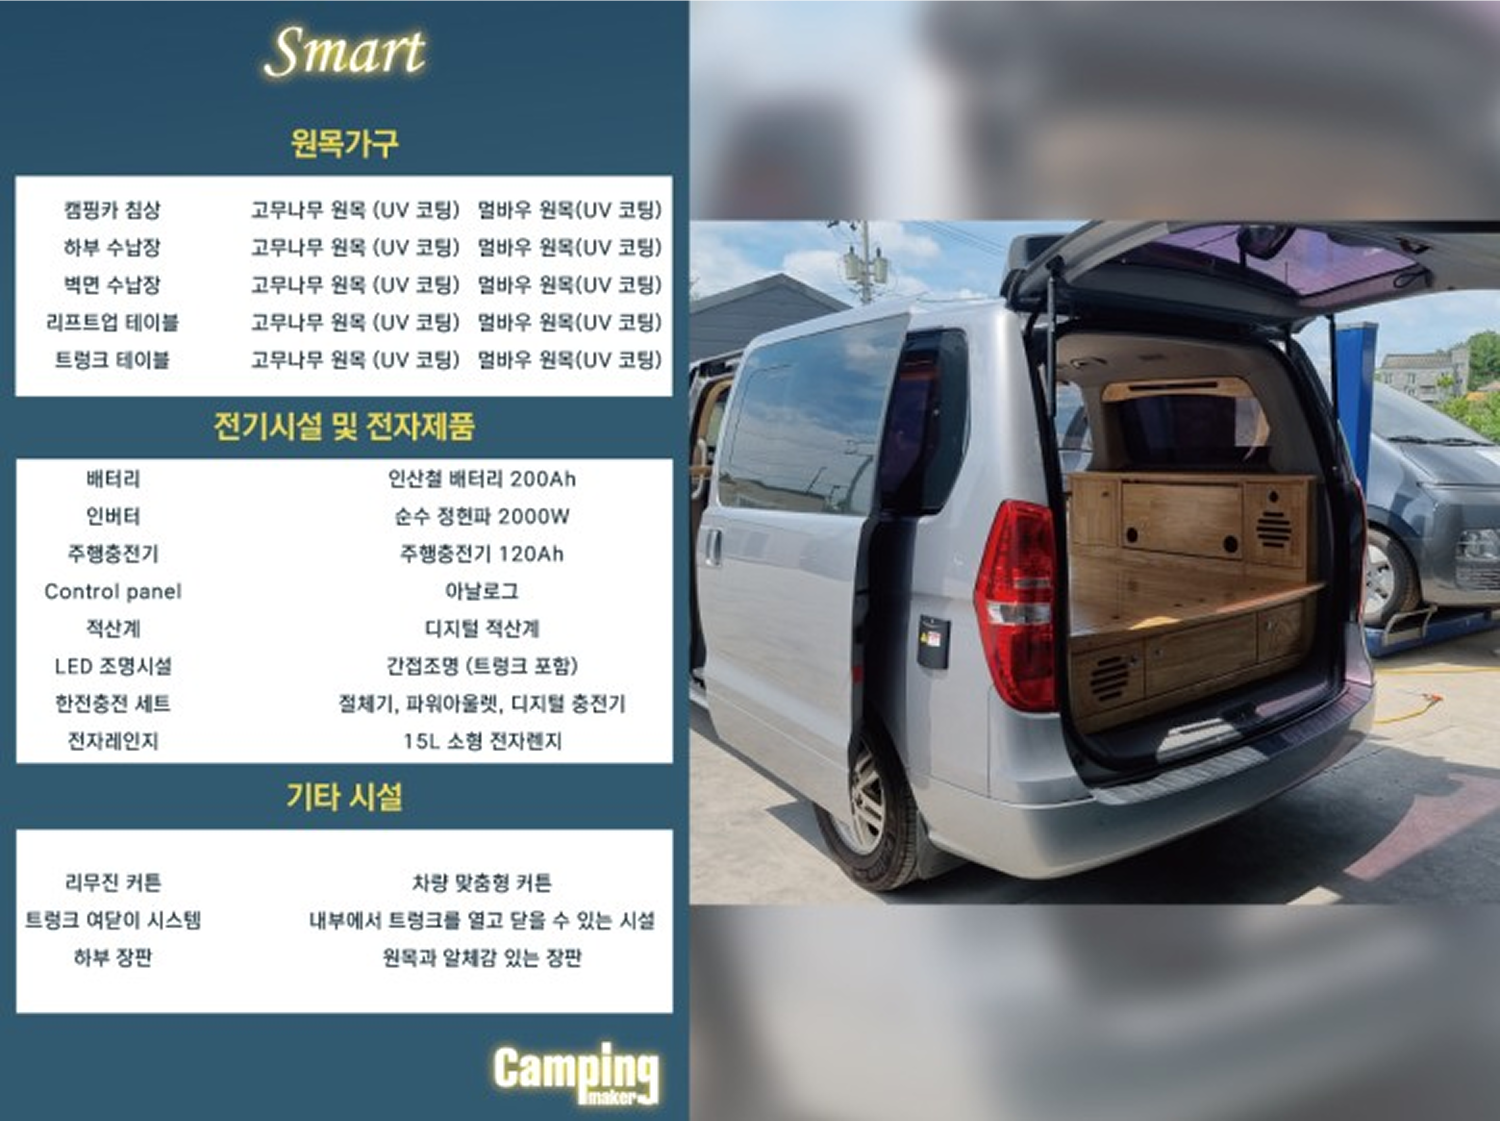 Smart
원목가구
캠핑카 침상 고무나무 원목 (UV 코팅) 멀바우 원목(UV 코팅)
하부 수납장 고무나무 원목 (UV 코팅) 멀바우 원목(UV 코팅)
벽면 수납장 고무나무 원목 (UV 코팅) 멀바우 원목(UV 코팅)
리프트업 테이블 고무나무 원목 (UV 코팅) 멀바우 원목(UV 코팅)
트렁크 테이블 고무나무 원목 (UV 코팅) 멀바우 원목(UV 코팅)
전기시설 및 전자제품
배터리 인산철 배터리 200Ah
인버터 순수 정현파 2000W
주행충전기 주행충전기 120Ah
Control panel 아날로그
적산계 디지털 적산계
LED 조명시설 간접조명 (트렁크 포함)
한전충전 세트 절체기, 파워아울렛, 디지털 충전기
전자레인지 15L 소형 전자렌지
기타 시설
리무진 커튼 차량 맞춤형 커튼
트렁크 여닫이 시스템 내부에서 트렁크를 열고 닫을 수 있는 시설
하부 장판 원목과 알체감 있는 장판
Camping
maker